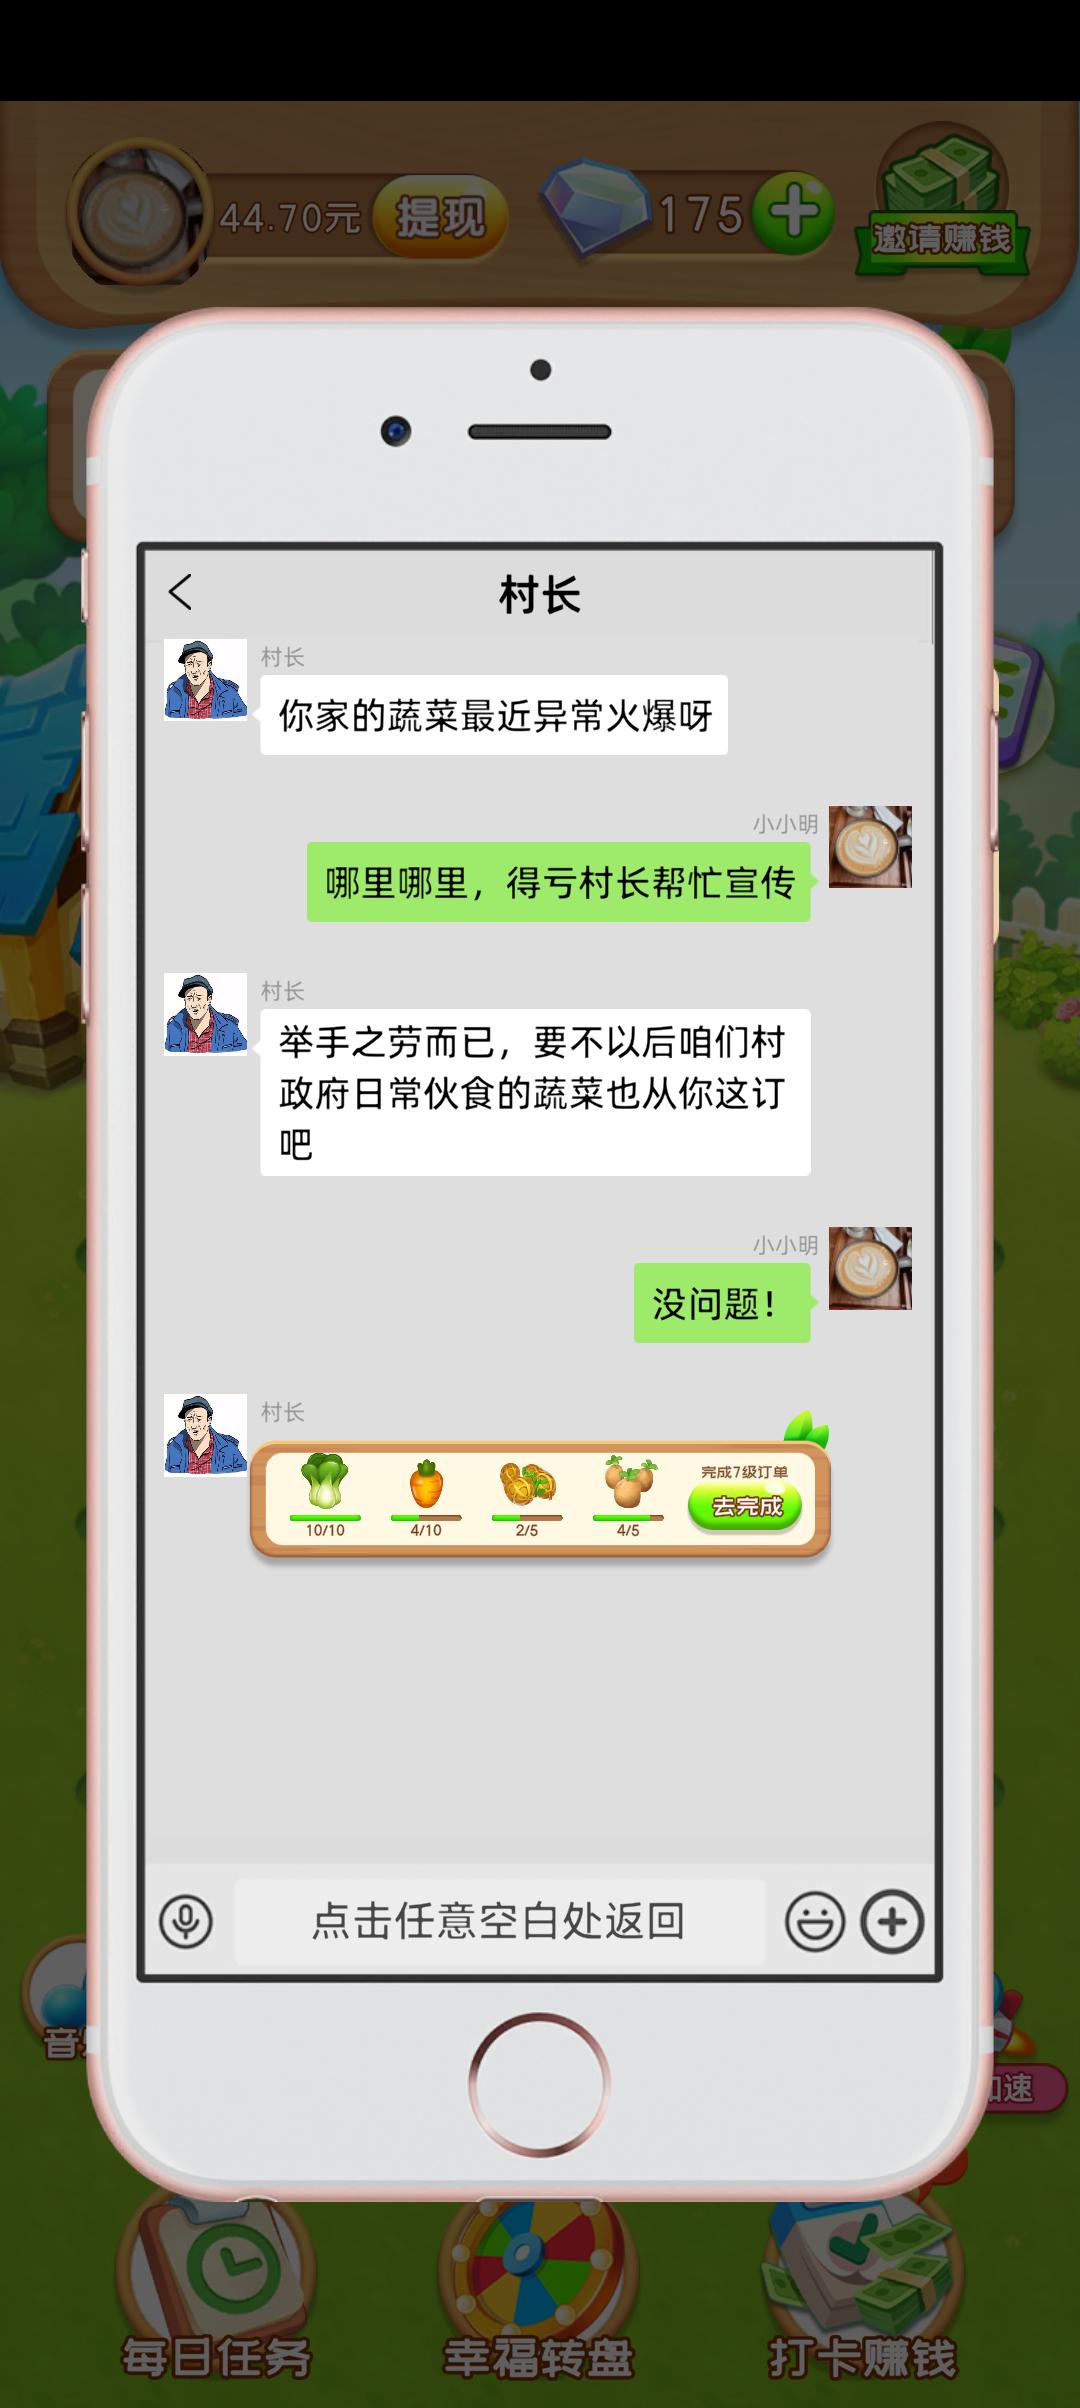 44.70元
提现
175
邀请赚钱
村长
村长
你家的蔬菜最近异常火爆呀
小小明
哪里哪里，得亏村长帮忙宣传
村长
举手之劳而已，要不以后咱们村
政府日常伙食的蔬菜也从你这订
吧
小小明
没问题！
村长
完成7级订单
去完成
10/10
4/10
2/5
4/5
点击任意空白处返回
音
加速
每日任务
幸福转盘
打卡赚钱